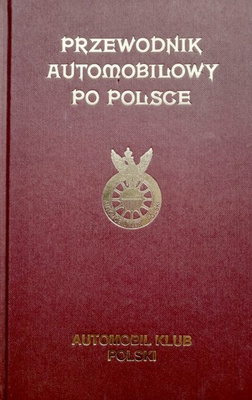 PRZEWODNIK
AUTOMOBILOWY
PO POLSCE
AUTOMOBIL KLUB
POLSKI